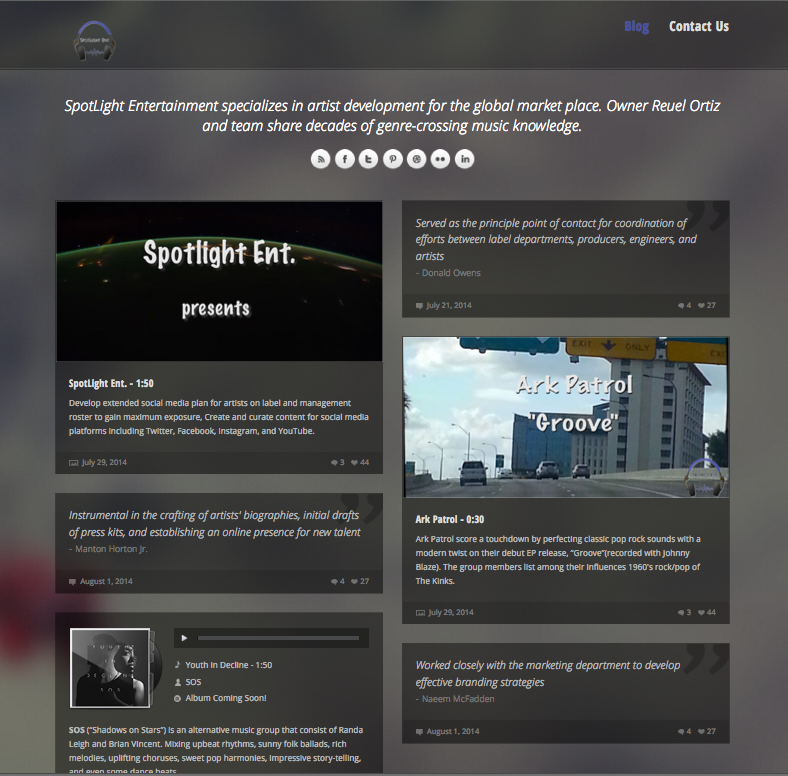 Spotlight Ent
Blog
Contact Us
SpotLight Entertainment specializes in artist development for the global market place. Owner Reuel Ortiz
and team share decades of genre-crossing music knowledge.
Spotlight Ent.
presents
SpotLight Ent. - 1:50
Develop extended social media plan for artists on label and management
roster to gain maximum exposure, Create and curate content for social media
platforms including Twitter, Facebook, Instagram, and YouTube.
July 29, 2014
3
44
Instrumental in the crafting of artists' biographies, initial drafts
of press kits, and establishing an online presence for new talent
- Manton Horton Jr.
August 1, 2014
4
27
YOUTH
IN
DECLINE
SOS
Youth In Decline - 1:50
SOS
Album Coming Soon!
SOS ("Shadows on Stars") is an alternative music group that consist of Randa
Leigh and Brian Vincent. Mixing upbeat rhythms, sunny folk ballads, rich
melodies, uplifting choruses, sweet pop harmonies, impressive story-telling,
and even some dance beats
Served as the principle point of contact for coordination of
efforts between label departments, producers, engineers, and
artists
- Donald Owens
July 21, 2014
4
27
EXIT ONLY
EXIT
Ark Patrol
"Groove"
Ark Patrol - 0:30
Ark Patrol score a touchdown by perfecting classic pop rock sounds with a
modern twist on their debut EP release, "Groove"(recorded with Johnny
Blaze). The group members list among their influences 1960's rock/pop of
The Kinks.
July 29, 2014
3
44
Worked closely with the marketing department to develop
effective branding strategies
- Naeem McFadden
August 1, 2014
4
27